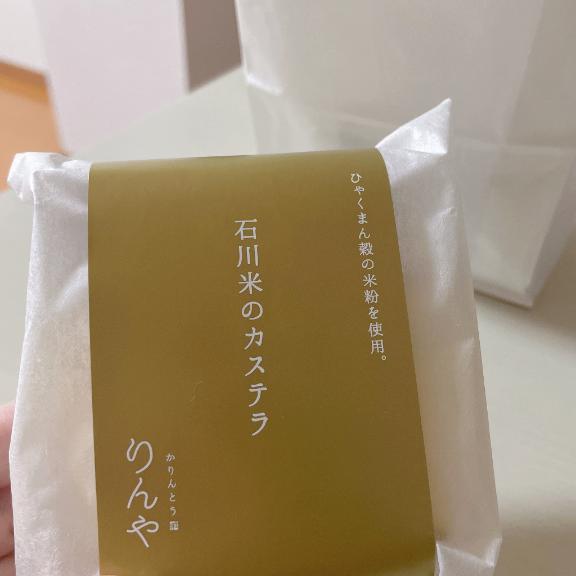 ひゃくまん穀の米粉を使用。
石川米のカステラ
かりんとう
りんや